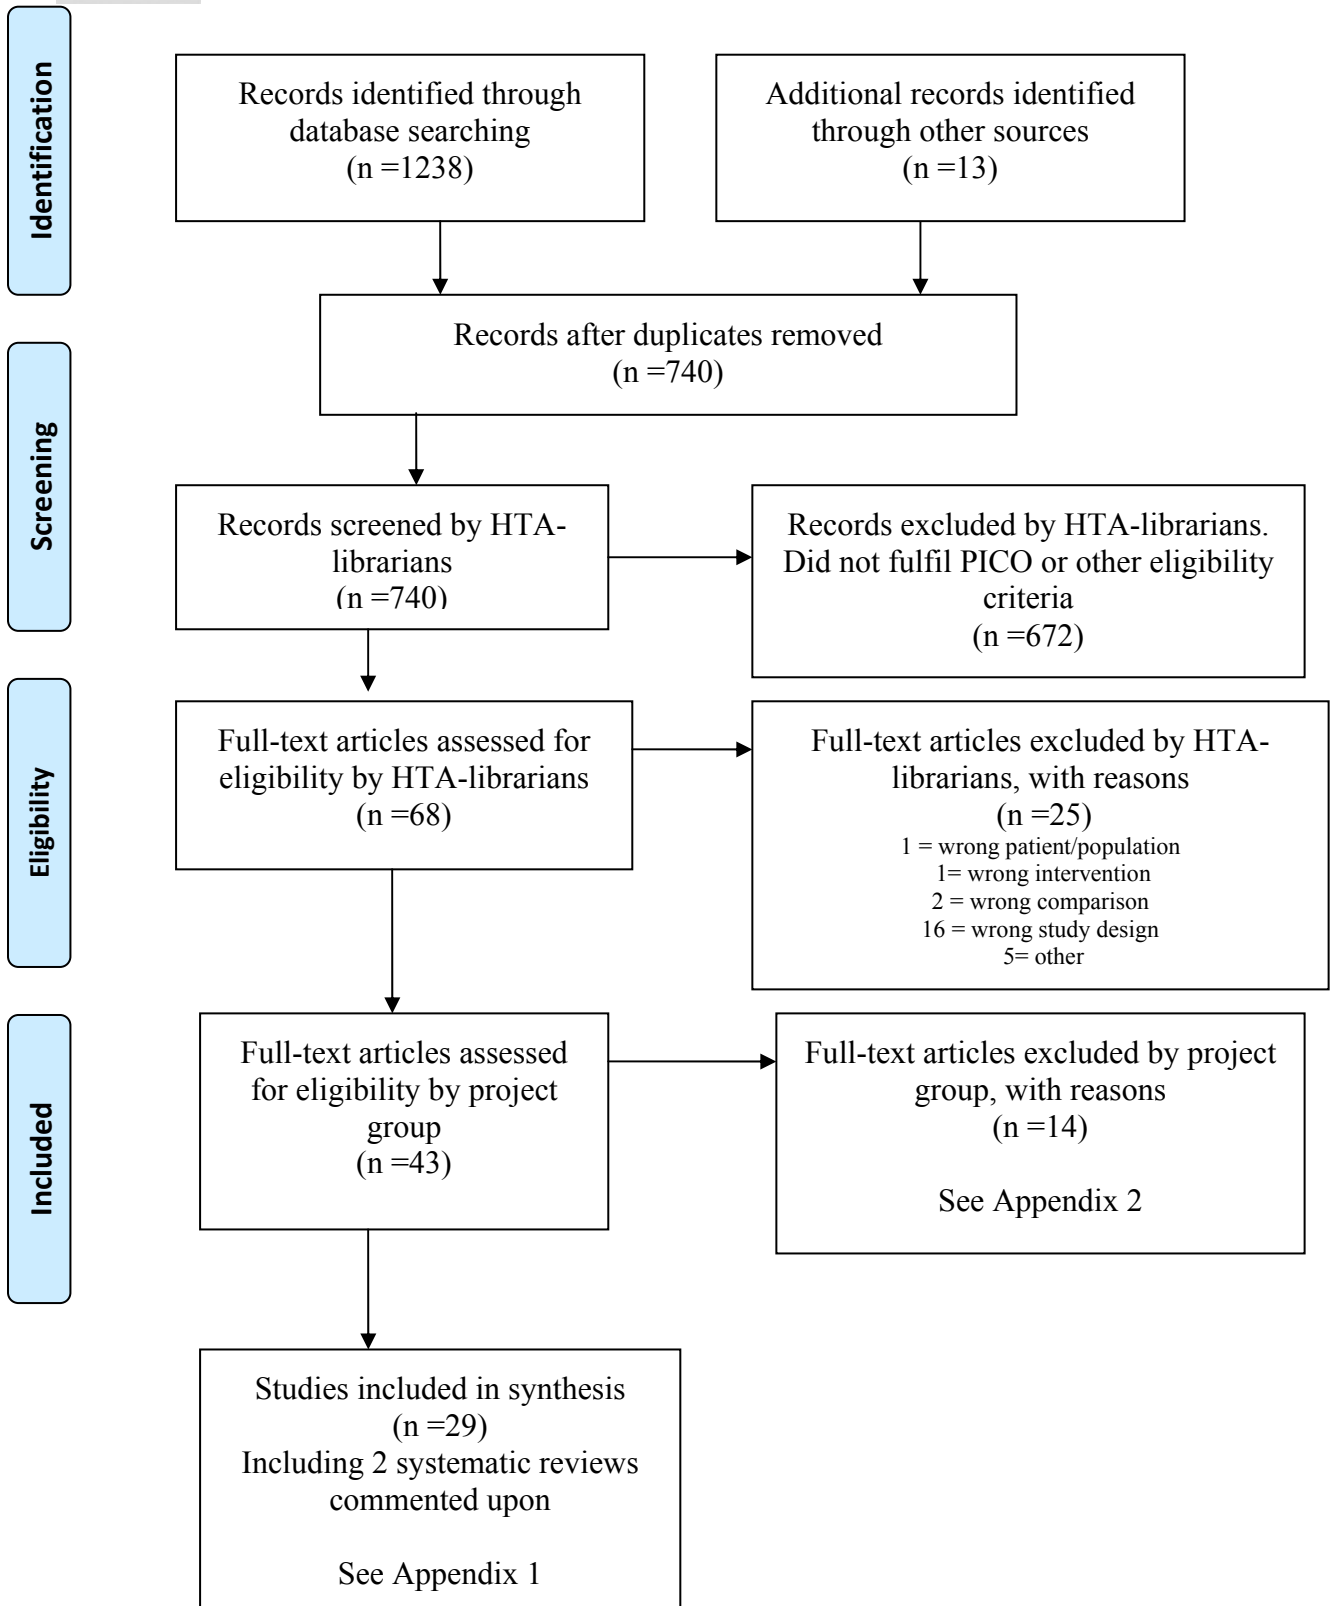 Identification
Records identified through
database searching
(n =1238)
Additional records identified
through other sources
(n =13)
Records after duplicates removed
(n =740)
Screening
Records screened by HTA-
librarians
(n =740)
Records excluded by HTA-librarians.
Did not fulfil PICO or other eligibility
criteria
(n =672)
Eligibility
Full-text articles assessed for
eligibility by HTA-librarians
(n =68)
Full-text articles excluded by HTA-
librarians, with reasons
(n =25)
1 = wrong patient/population
1= wrong intervention
2 = wrong comparison
16 = wrong study design
5= other
Included
Full-text articles assessed
for eligibility by project
group
(n =43)
Full-text articles excluded by project
group, with reasons
(n =14)
See Appendix 2
Studies included in synthesis
(n =29)
Including 2 systematic reviews
commented upon
See Appendix 1